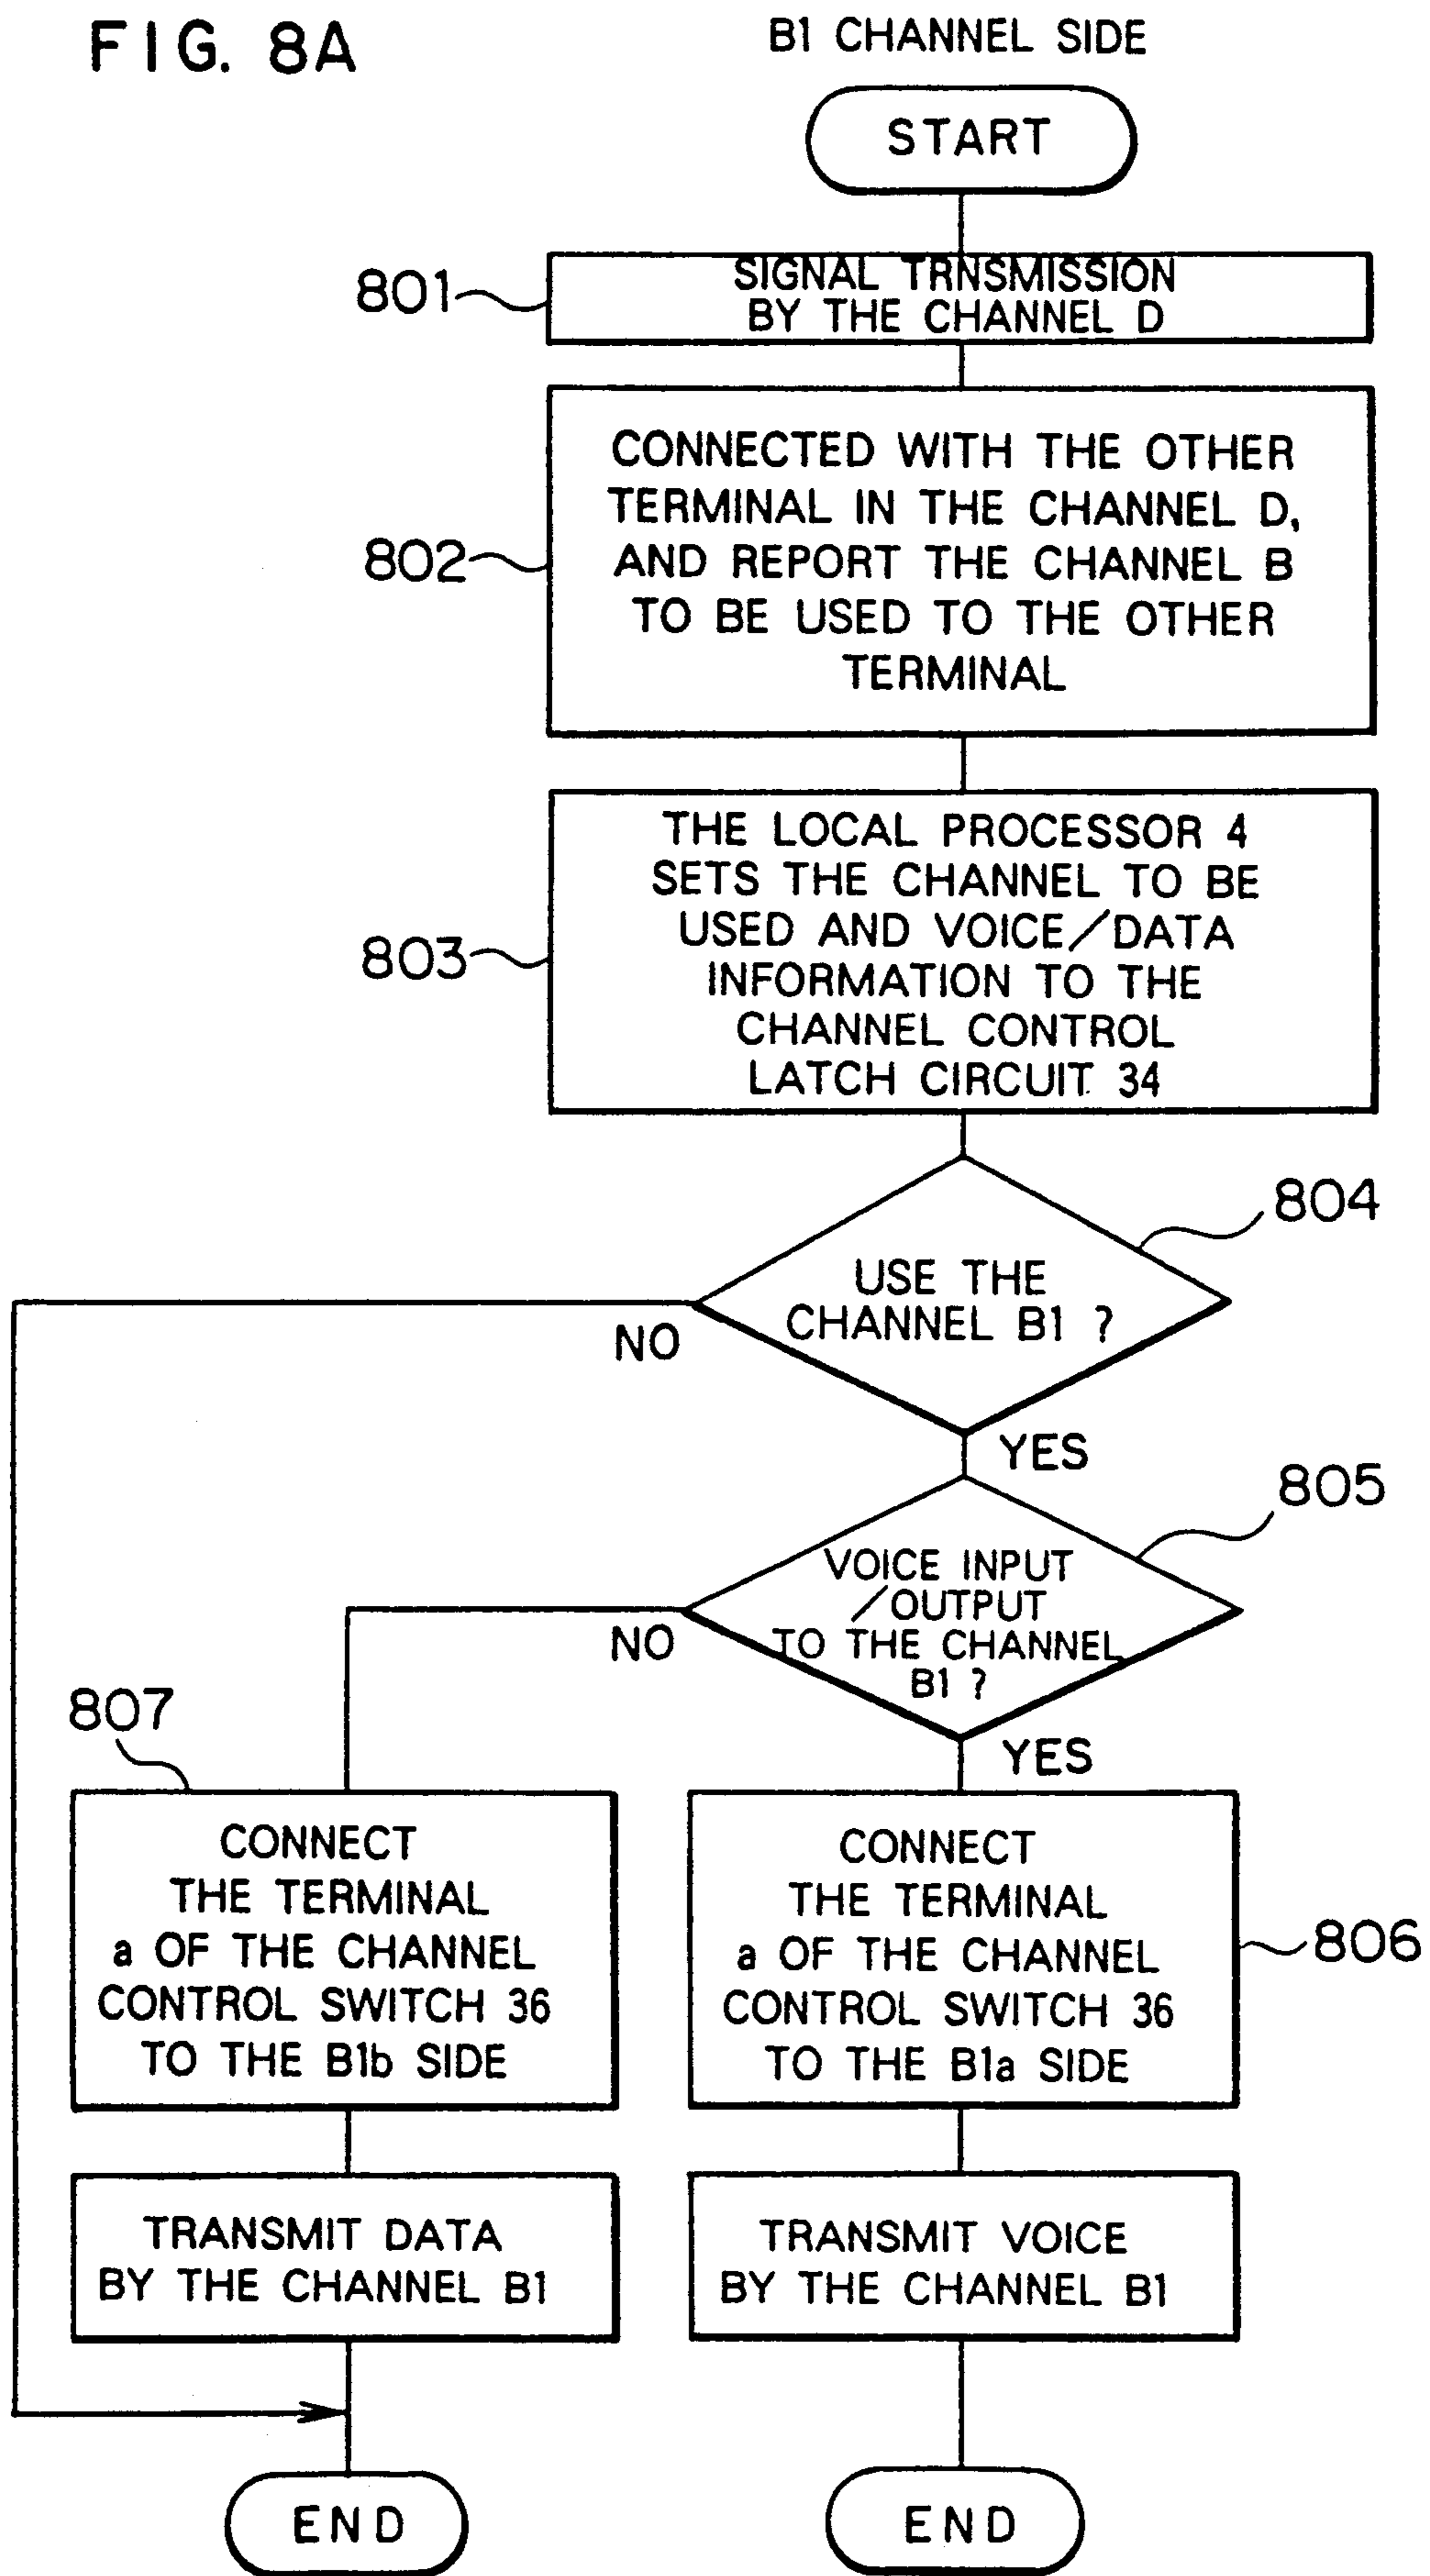 FIG. 8A
B1 CHANNEL SIDE
START
801
SIGNAL TRNSMISSION
BY THE CHANNEL D
802
CONNECTED WITH THE OTHER
TERMINAL IN THE CHANNEL D,
AND REPORT THE CHANNEL B
TO BE USED TO THE OTHER
TERMINAL
803
THE LOCAL PROCESSOR 4
SETS THE CHANNEL TO BE
USED AND VOICE/DATA
INFORMATION TO THE
CHANNEL CONTROL
LATCH CIRCUIT 34
804
USE THE
CHANNEL B1 ?
NO
YES
805
VOICE INPUT
/OUTPUT
TO THE CHANNEL
B1 ?
NO
YES
807
CONNECT
THE TERMINAL
a OF THE CHANNEL
CONTROL SWITCH 36
TO THE B1b SIDE
CONNECT
THE TERMINAL
a OF THE CHANNEL
CONTROL SWITCH 36
TO THE B1a SIDE
806
TRANSMIT DATA
BY THE CHANNEL B1
TRANSMIT VOICE
BY THE CHANNEL B1
END
END